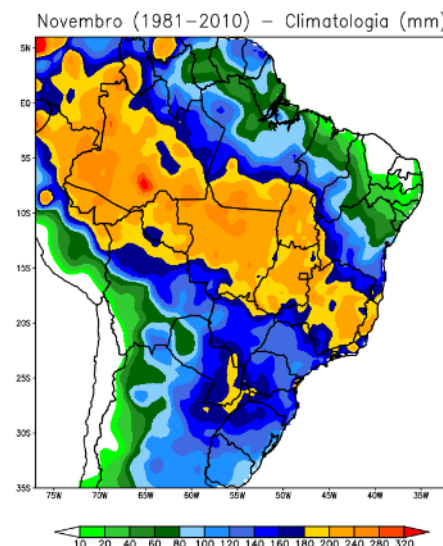 Novembro (1981−2010) − Climatologia (mm)
5N
EQ
5S
10S
15S
20S
25S
30S
35S
75W 70W 65W 60W 55W 50W 45W 40W 35W
10 20 40 60 80 100 120 140 160 180 200 240 280 320